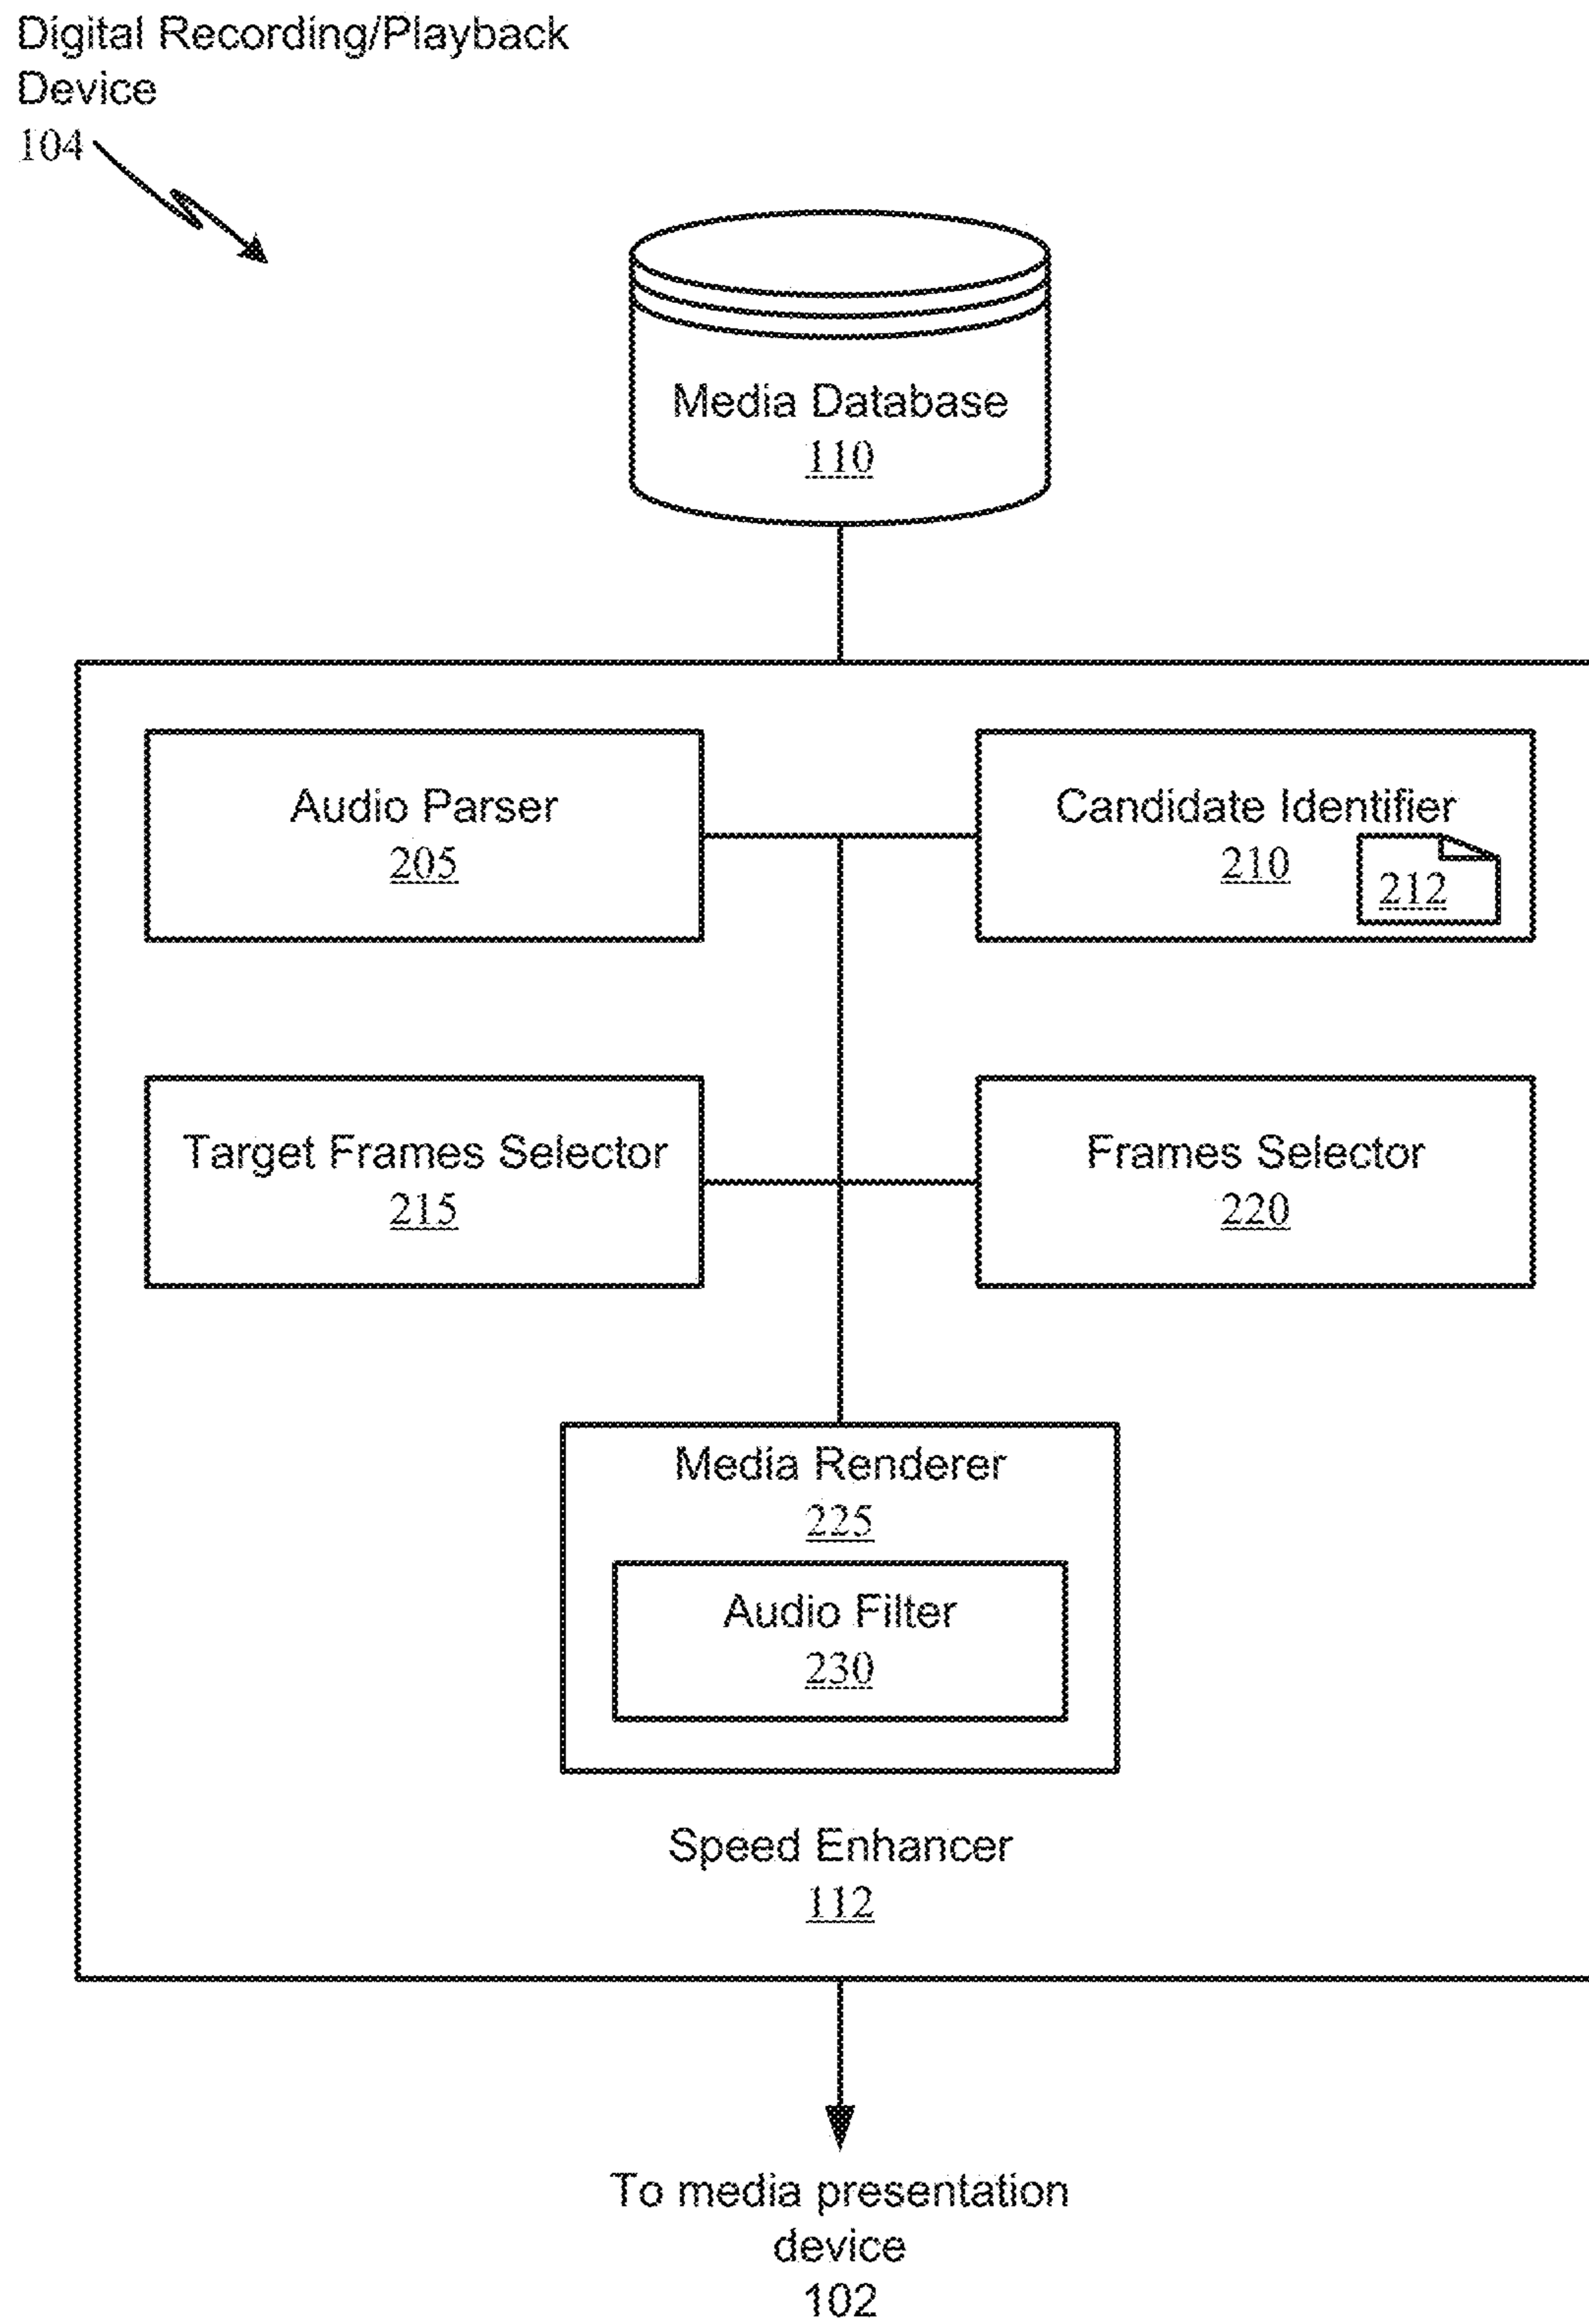 Digital Recording/Playback
Device
104
Media Database
110
Audio Parser
205
Candidate Identifier
210
212
Target Frames Selector
215
Frames Selector
220
Media Renderer
225
Audio Filter
230
Speed Enhancer
112
To media presentation
device
102